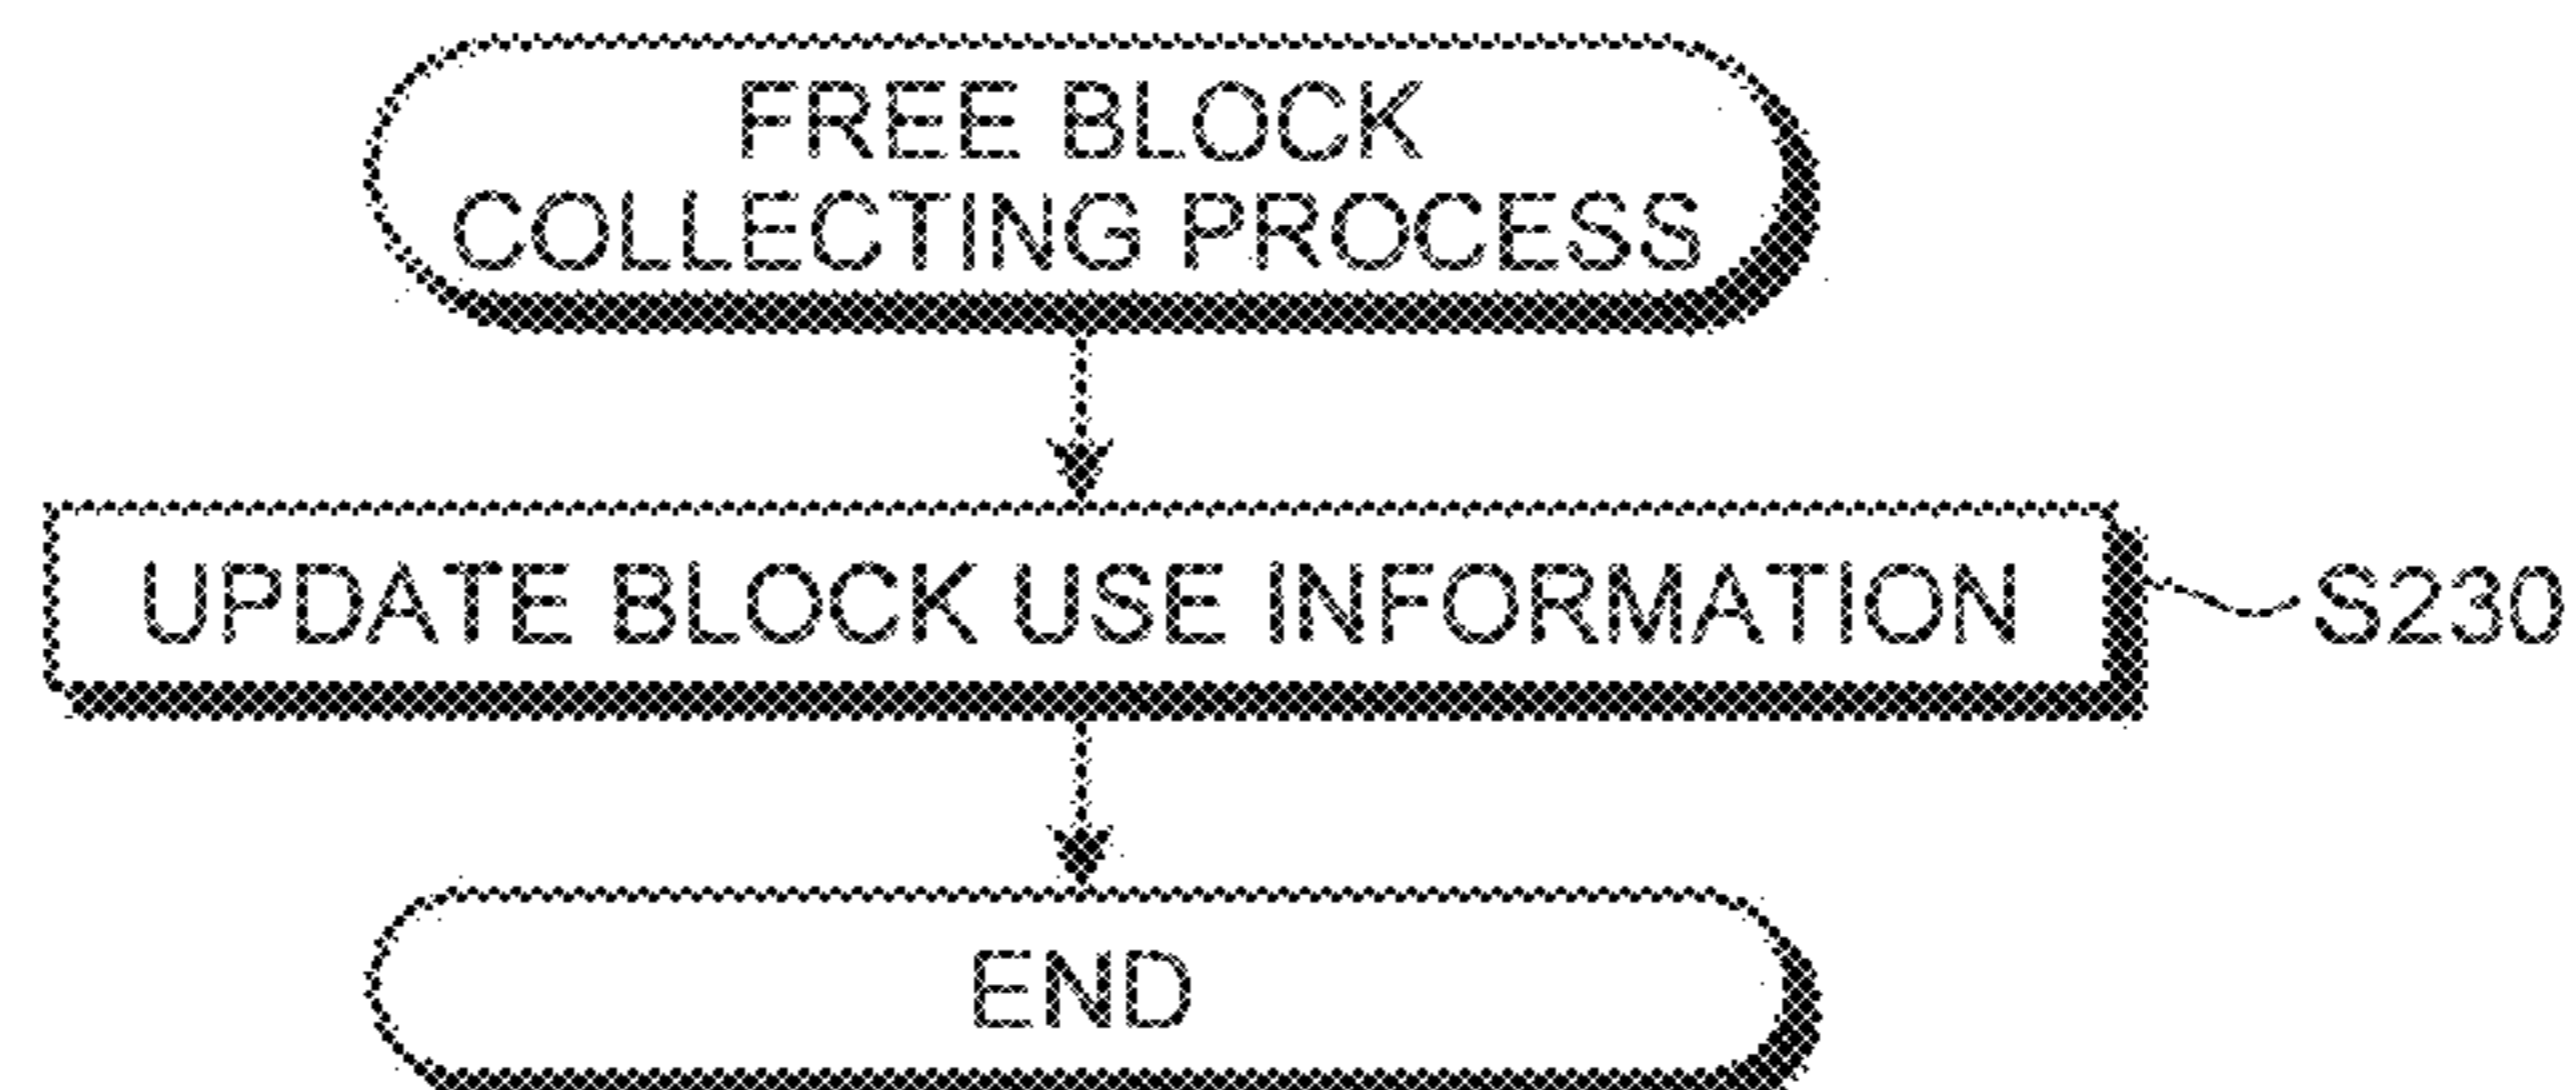 FREE BLOCK
COLLECTING PROCESS
UPDATE BLOCK USE INFORMATION
S230
END